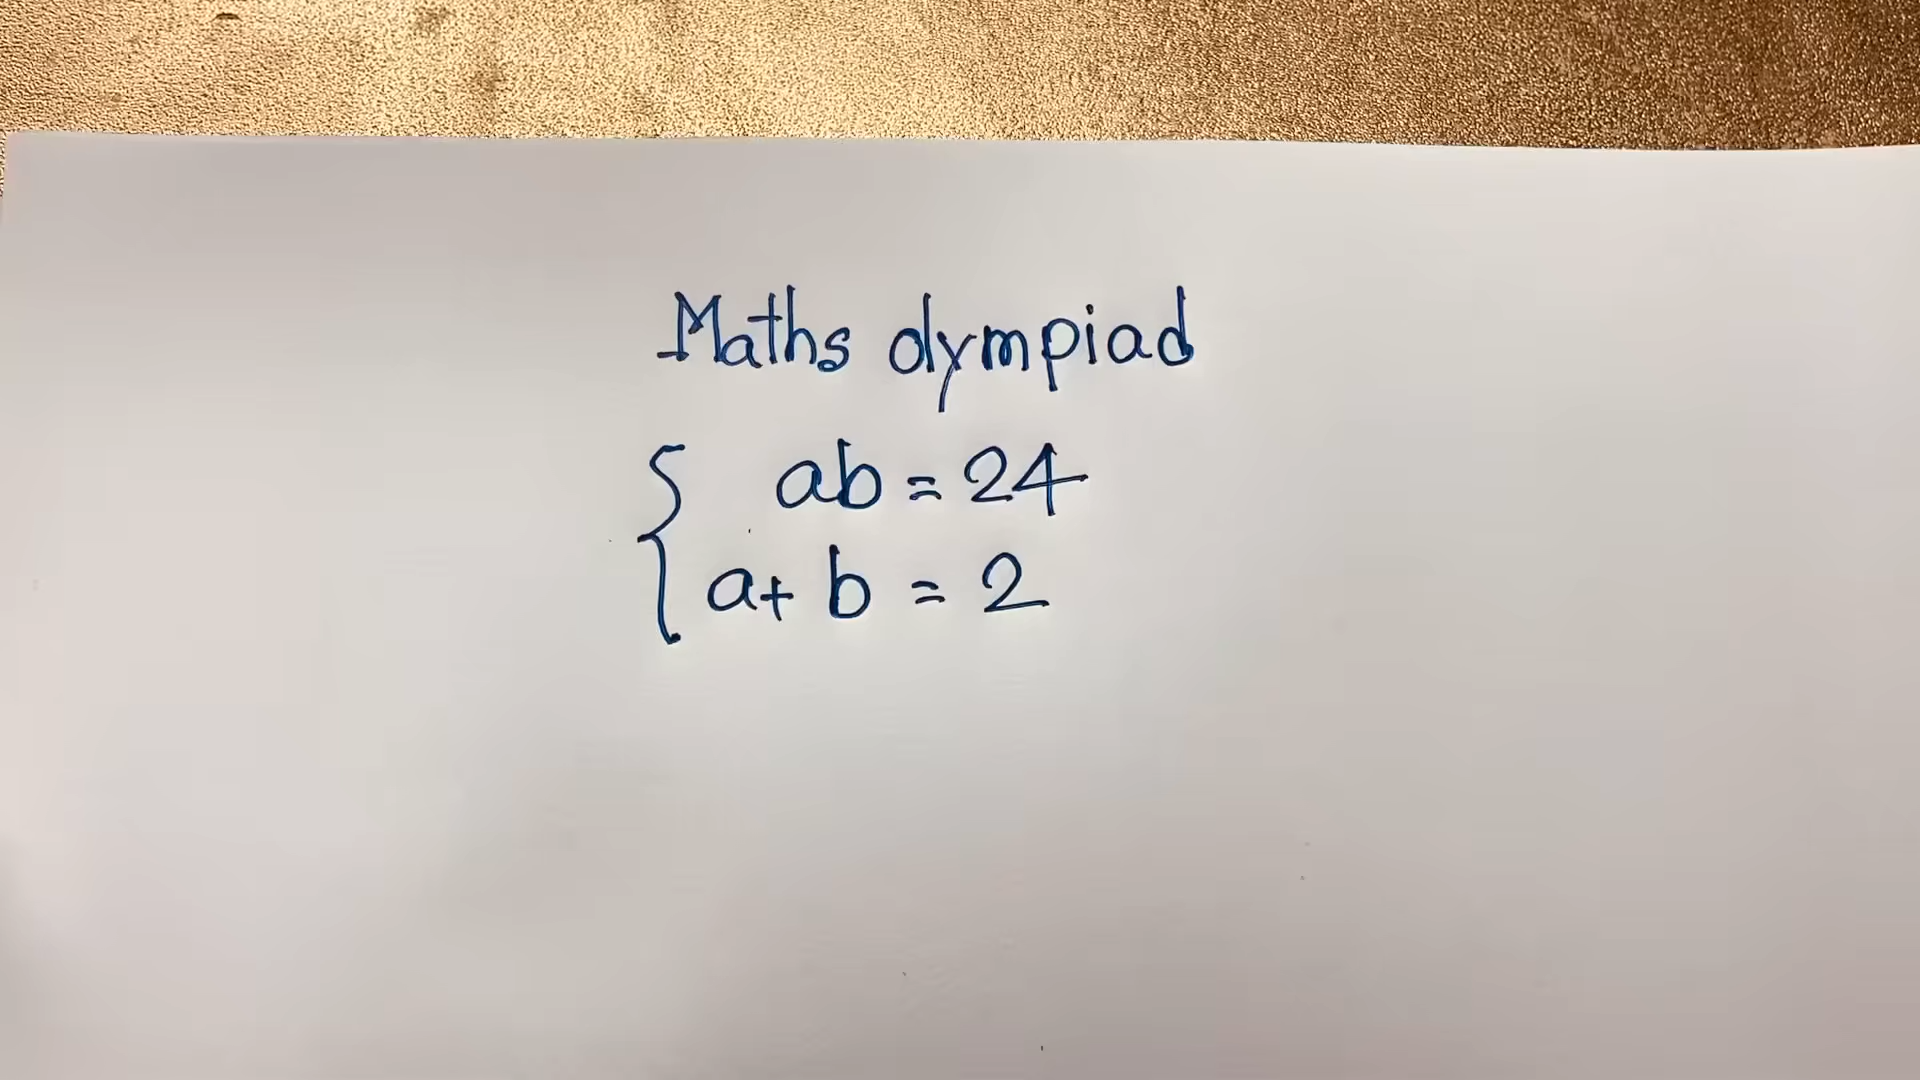 Maths olympiad
ab = 24
a + b = 2